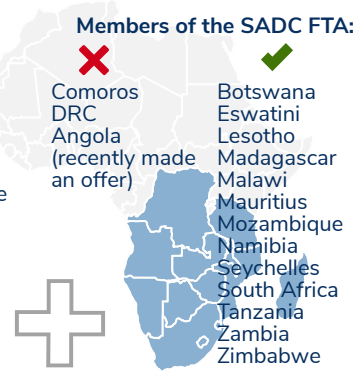 Members of the SADC FTA:
Comoros
DRC
Angola
(recently made
an offer)
Botswana
Eswatini
Lesotho
Madagascar
Malawi
Mauritius
Mozambique
Namibia
Seychelles
South Africa
Tanzania
Zambia
Zimbabwe